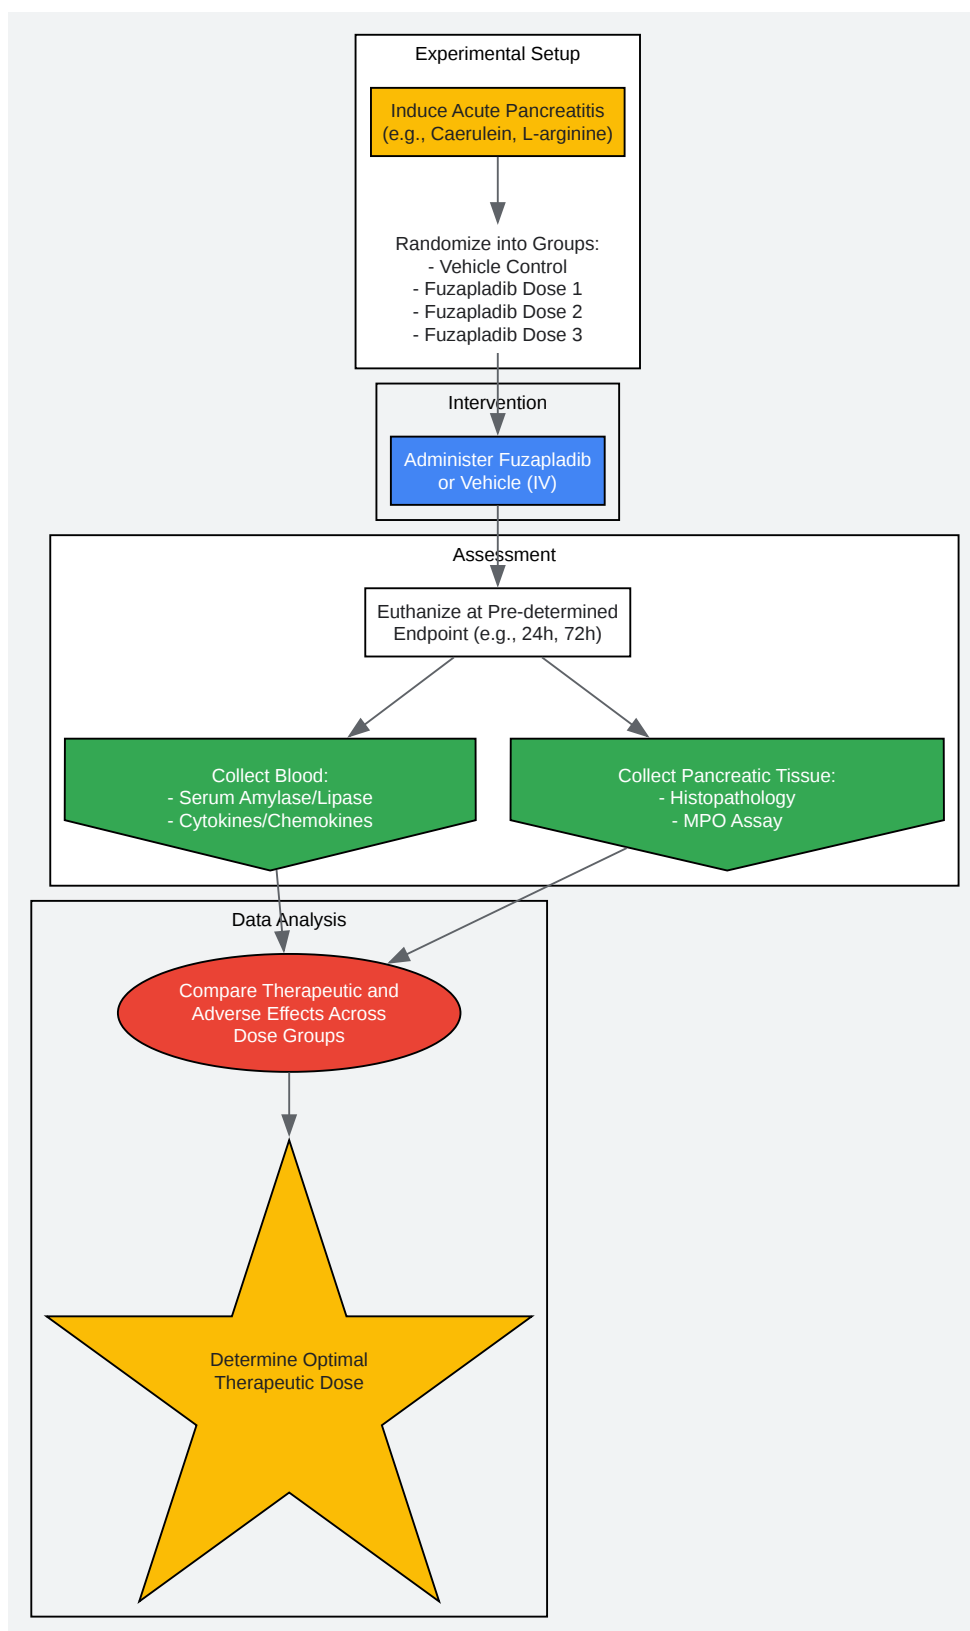 Experimental Setup
Induce Acute Pancreatitis
(e.g., Caerulein, L-arginine)
Randomize into Groups:
- Vehicle Control
- Fuzapladib Dose 1
- Fuzapladib Dose 2
- Fuzapladib Dose 3
Intervention
Administer Fuzapladib
or Vehicle (IV)
Assessment
Euthanize at Pre-determined
Endpoint (e.g., 24h, 72h)
Collect Blood:
- Serum Amylase/Lipase
- Cytokines/Chemokines
Collect Pancreatic Tissue:
- Histopathology
- MPO Assay
Data Analysis
Compare Therapeutic and
Adverse Effects Across
Dose Groups
Determine Optimal
Therapeutic Dose